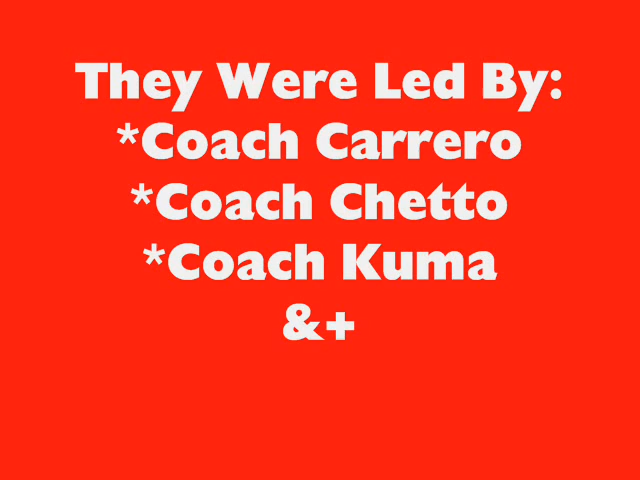 They Were Led By:
*Coach Carrero
*Coach Chetto
*Coach Kuma
&+